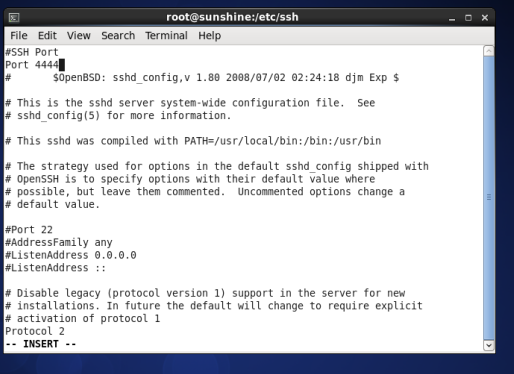 root@sunshine:/etc/ssh
File Edit View Search Terminal Help
#SSH Port
Port 4444
#       $OpenBSD: sshd_config,v 1.80 2008/07/02 02:24:18 djm Exp $

# This is the sshd server system-wide configuration file.  See
# sshd_config(5) for more information.

# This sshd was compiled with PATH=/usr/local/bin:/bin:/usr/bin

# The strategy used for options in the default sshd_config shipped with
# OpenSSH is to specify options with their default value where
# possible, but leave them commented.  Uncommented options change a
# default value.

#Port 22
#AddressFamily any
#ListenAddress 0.0.0.0
#ListenAddress ::

# Disable legacy (protocol version 1) support in the server for new
# installations. In future the default will change to require explicit
# activation of protocol 1
Protocol 2
-- INSERT --